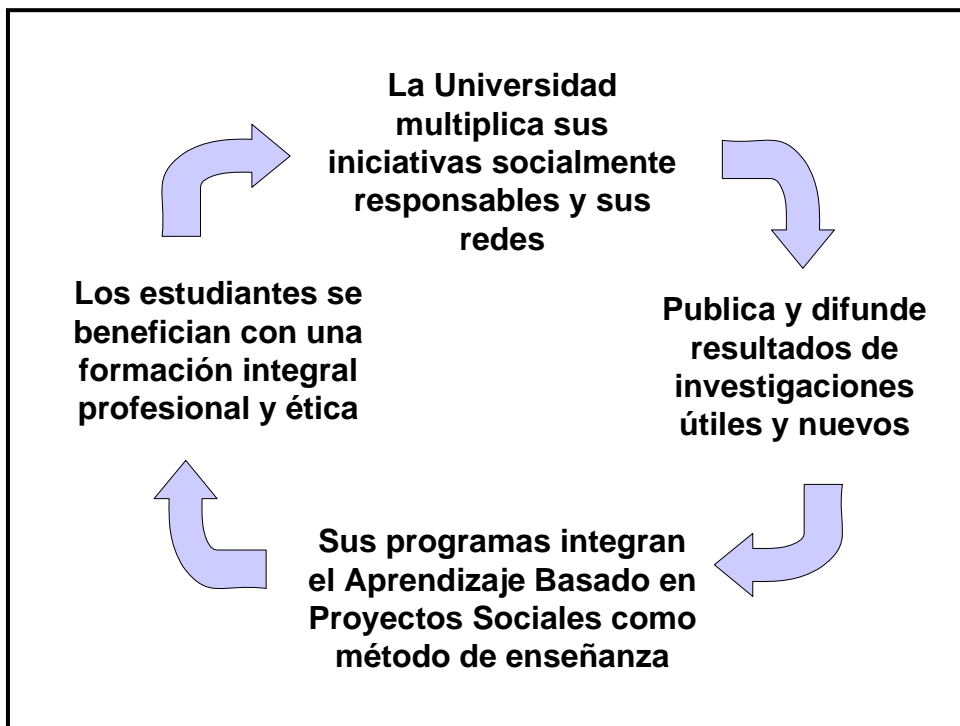 La Universidad
multiplica sus
iniciativas socialmente
responsables y sus
redes
Publica y difunde
resultados de
investigaciones
útiles y nuevos
Sus programas integran
el Aprendizaje Basado en
Proyectos Sociales como
método de enseñanza
Los estudiantes se
benefician con una
formación integral
profesional y ética